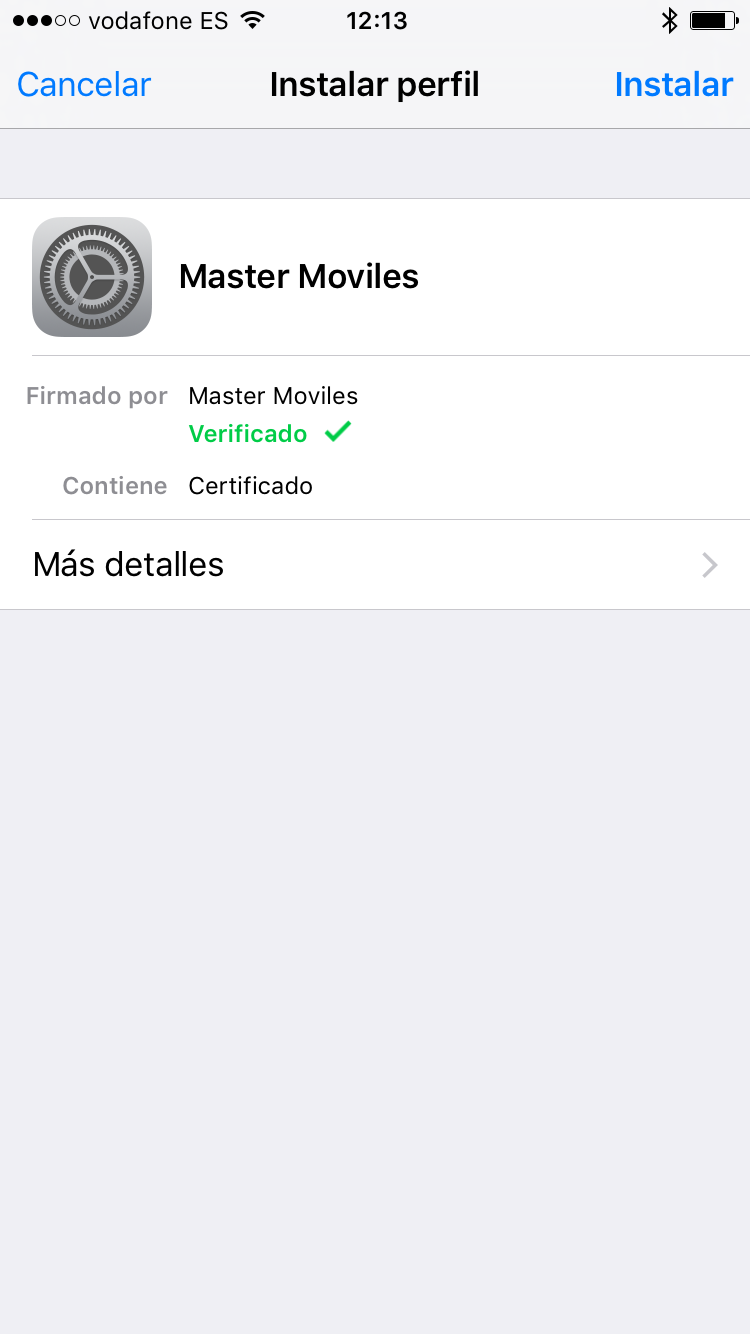 vodafone ES 12:13
Cancelar Instalar perfil Instalar
Master Moviles
Firmado por Master Moviles
Verificado
Contiene Certificado
Más detalles